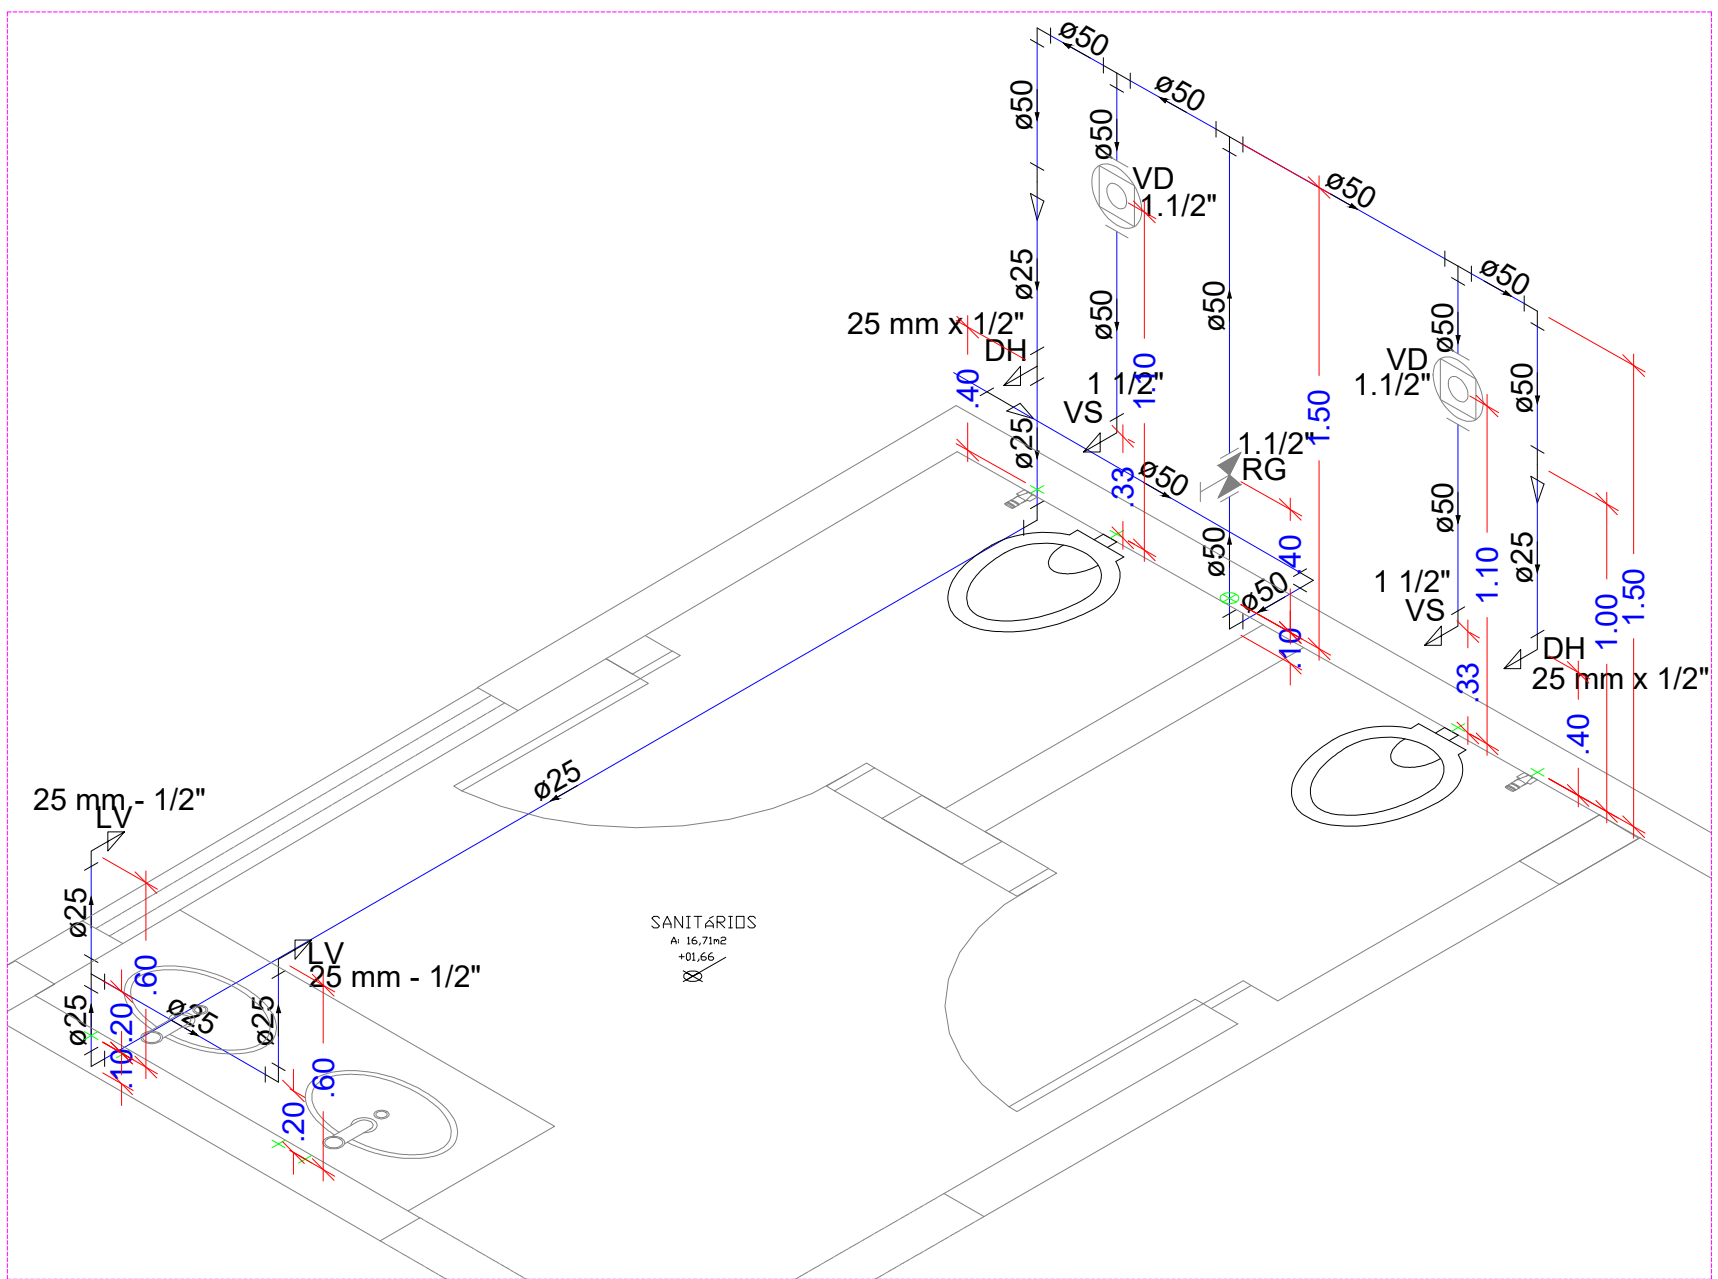 ø50
ø50
ø50
ø50
ø50
VD
1.1/2"
ø50
ø25
ø50
ø50
ø50
ø50
VD
1.1/2"
ø50
25 mm x 1/2"
DH
.40
1 1/2"
VS
1.10
1.50
ø25
.33
ø50
1.1/2"
RG
ø50
ø50
.40
ø50
.10
1 1/2"
VS
1.10
ø25
1.00
1.50
DH
25 mm x 1/2"
.33
.40
ø25
25 mm - 1/2"
LV
ø25
.60
ø25
.20
.10
ø25
ø25
LV
25 mm - 1/2"
.60
.20
SANITáRIOS
A: 16,71m2
+01,66